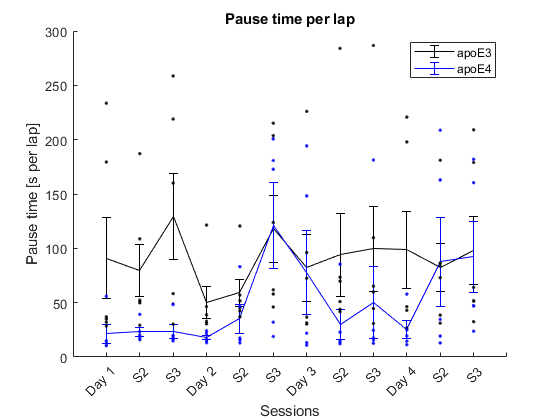 Pause time per lap
300
250
200
150
100
50
0
Pause time [s per lap]
apoE3
apoE4
Day 1
S2
S3
Day 2
S2
S3
Day 3
S2
S3
Day 4
S2
S3
Sessions